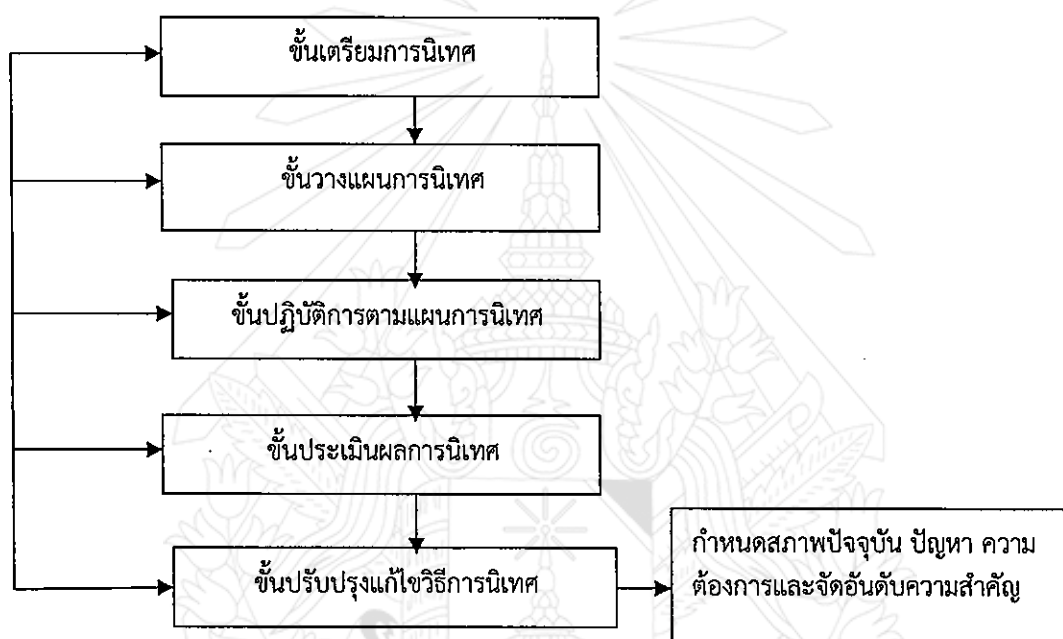 ขั้นเตรียมการนิเทศ
ขั้นวางแผนการนิเทศ
ขั้นปฏิบัติการตามแผนการนิเทศ
ขั้นประเมินผลการนิเทศ
ขั้นปรับปรุงแก้ไขวิธีการนิเทศ
กำหนดสภาพปัจจุบัน ปัญหา ความ
ต้องการและจัดอันดับความสำคัญ